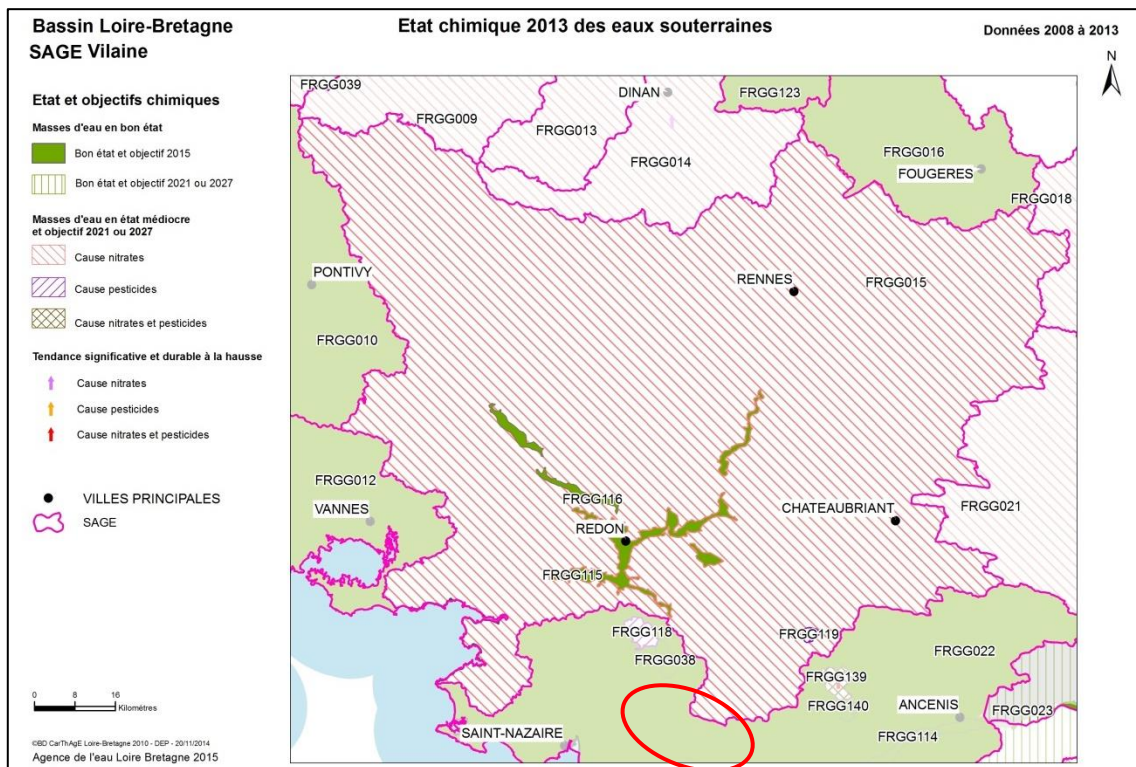 Bassin Loire-Bretagne
SAGE Vilaine
Etat chimique 2013 des eaux souterraines
Données 2008 à 2013
N
Etat et objectifs chimiques
Masses d'eau en bon état
Bon état et objectif 2015
Bon état et objectif 2021 ou 2027
Masses d'eau en état médiocre
et objectif 2021 ou 2027
Cause nitrates
Cause pesticides
Cause nitrates et pesticides
Tendance significative et durable à la hausse
Cause nitrates
Cause pesticides
Cause nitrates et pesticides
VILLES PRINCIPALES
SAGE
0 8 16
Kilomètres
©BD CarThAgE Loire-Bretagne 2010 - DEP - 20/11/2014
Agence de l'eau Loire Bretagne 2015
FRGG039
DINAN
FRGG123
FRGG009
FRGG013
FRGG014
FRGG016
FOUGERES
FRGG018
PONTIVY
RENNES
FRGG015
FRGG010
FRGG012
VANNES
FRGG116
REDON
CHATEAUBRIANT
FRGG021
FRGG115
FRGG118
FRGG038
FRGG119
FRGG022
FRGG139
FRGG140
ANCENIS
FRGG023
FRGG114
SAINT-NAZAIRE